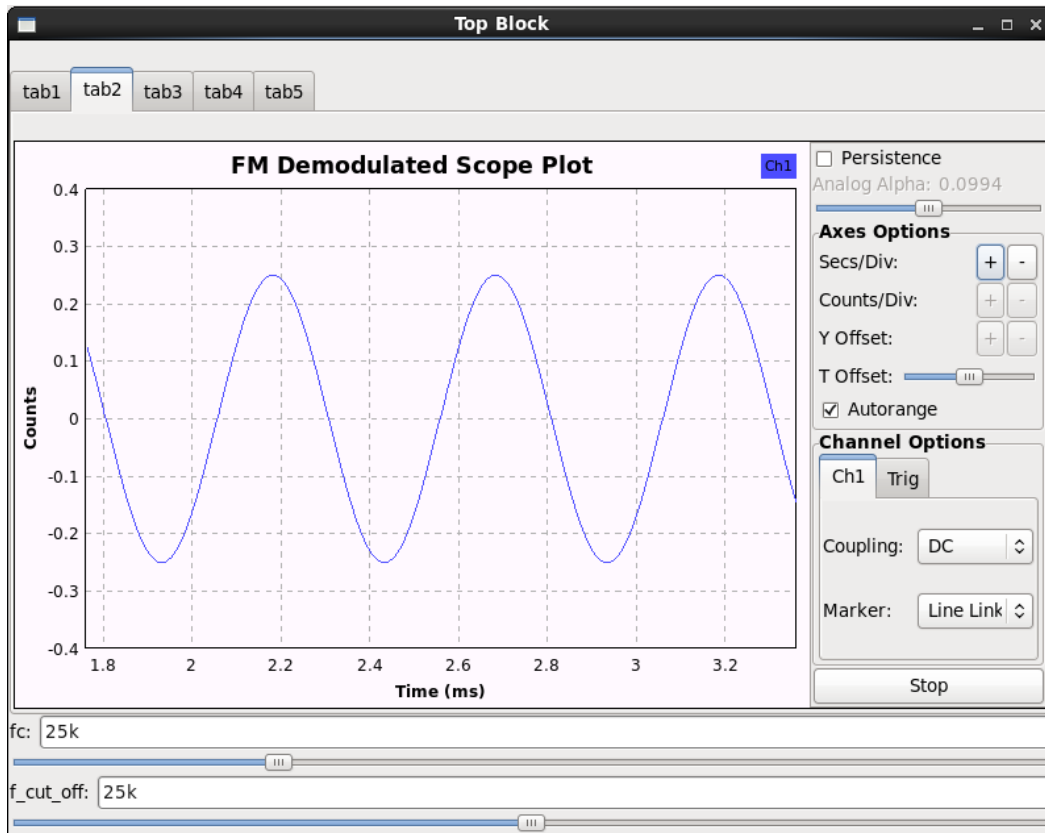 Top Block
tab1 tab2 tab3 tab4 tab5
FM Demodulated Scope Plot
Ch1
Counts
0.4
0.3
0.2
0.1
0
-0.1
-0.2
-0.3
-0.4
1.8 2 2.2 2.4 2.6 2.8 3 3.2
Time (ms)
Persistence
Analog Alpha: 0.0994
Axes Options
Secs/Div: + -
Counts/Div: + -
Y Offset: + -
T Offset:
Autorange
Channel Options
Ch1 Trig
Coupling: DC
Marker: Line Link
Stop
fc: 25k
f_cut_off: 25k